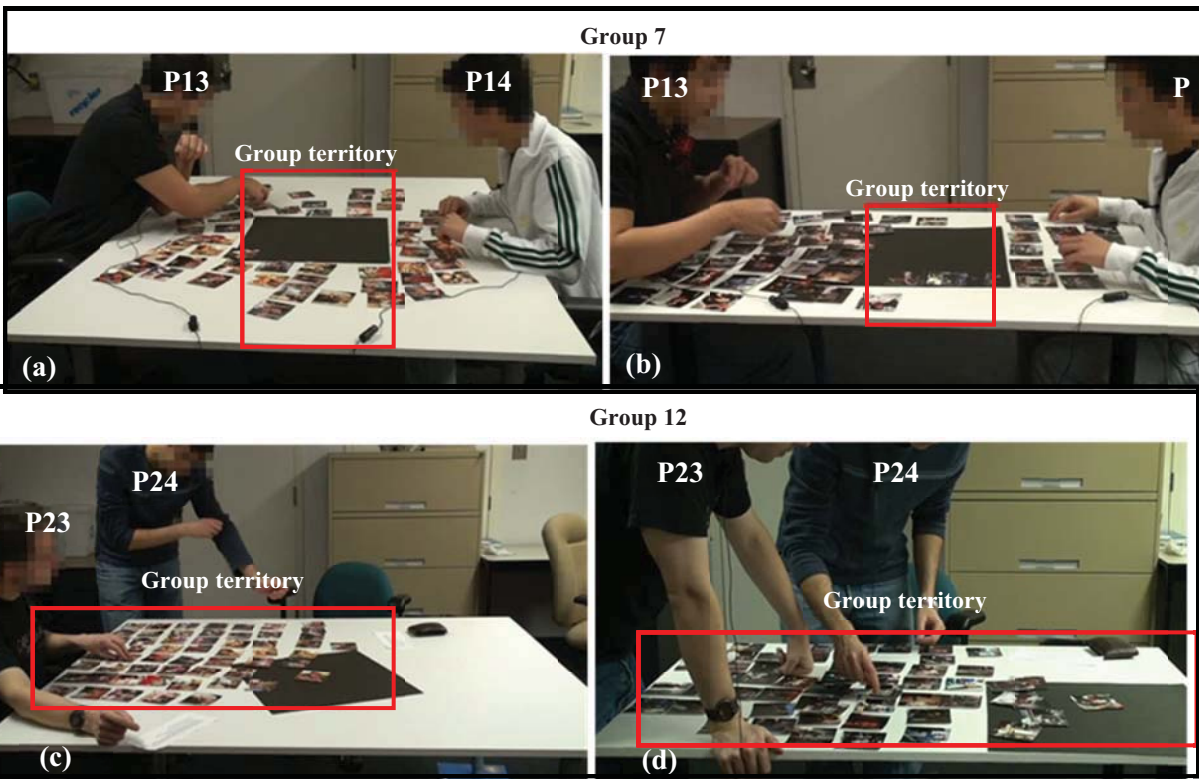 Group 7
P13
P14
Group territory
(a)
P13
P
Group territory
(b)
Group 12
P23
P24
Group territory
(c)
P23
P24
Group territory
(d)